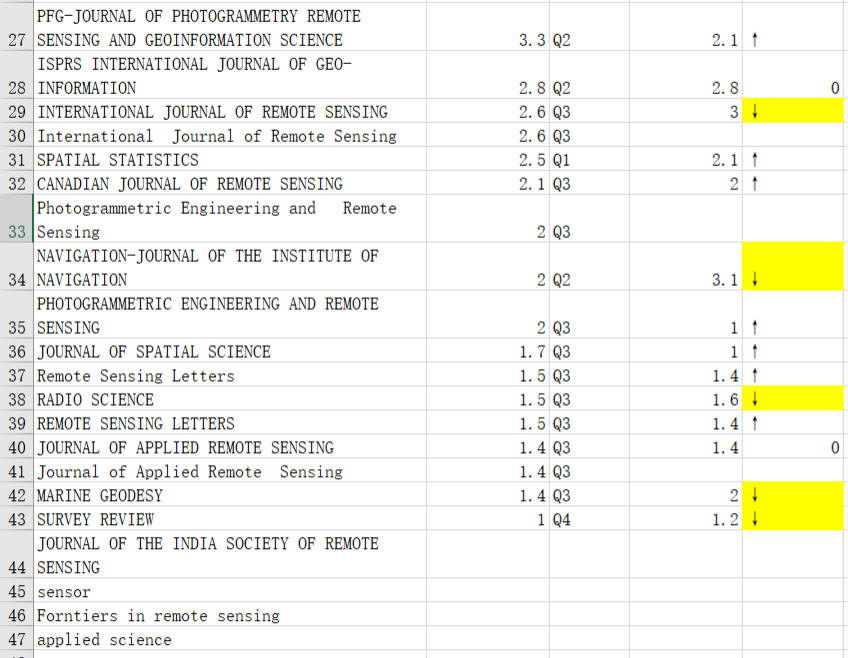 PFG-JOURNAL OF PHOTOGRAMMETRY REMOTE
27 SENSING AND GEOINFORMATION SCIENCE 3.3 Q2 2.1 ↑
ISPRS INTERNATIONAL JOURNAL OF GEO-
28 INFORMATION 2.8 Q2 2.8 0
29 INTERNATIONAL JOURNAL OF REMOTE SENSING 2.6 Q3 3 ↓
30 International  Journal of Remote Sensing 2.6 Q3
31 SPATIAL STATISTICS 2.5 Q1 2.1 ↑
32 CANADIAN JOURNAL OF REMOTE SENSING 2.1 Q3 2 ↑
Photogrammetric Engineering and   Remote
33 Sensing 2 Q3
NAVIGATION-JOURNAL OF THE INSTITUTE OF
34 NAVIGATION 2 Q2 3.1 ↓
PHOTOGRAMMETRIC ENGINEERING AND REMOTE
35 SENSING 2 Q3 1 ↑
36 JOURNAL OF SPATIAL SCIENCE 1.7 Q3 1 ↑
37 Remote Sensing Letters 1.5 Q3 1.4 ↑
38 RADIO SCIENCE 1.5 Q3 1.6 ↓
39 REMOTE SENSING LETTERS 1.5 Q3 1.4 ↑
40 JOURNAL OF APPLIED REMOTE SENSING 1.4 Q3 1.4 0
41 Journal of Applied Remote  Sensing 1.4 Q3
42 MARINE GEODESY 1.4 Q3 2 ↓
43 SURVEY REVIEW 1 Q4 1.2 ↓
JOURNAL OF THE INDIA SOCIETY OF REMOTE
44 SENSING
45 sensor
46 Forntiers in remote sensing
47 applied science